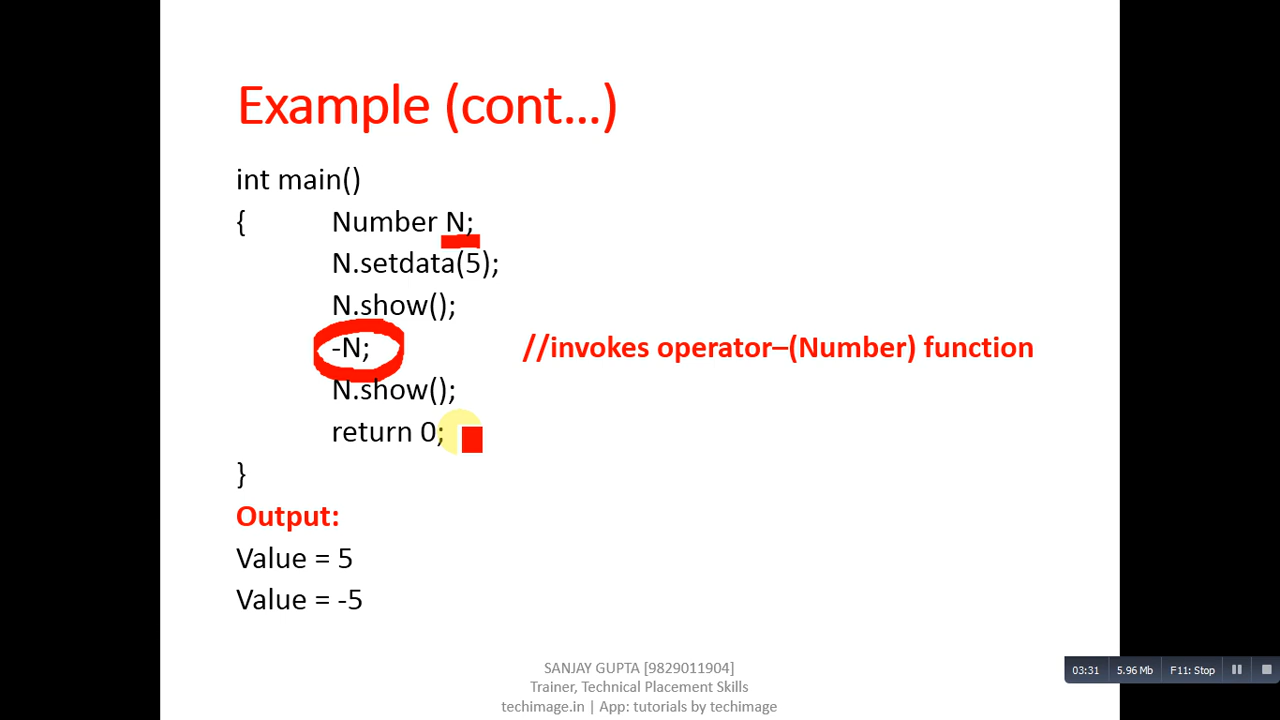 Example (cont...)
int main()
{ Number N;
N.setdata(5);
N.show();
-N; //invokes operator–(Number) function
N.show();
return 0;
}
Output:
Value = 5
Value = -5
SANJAY GUPTA [9829011904]
Trainer, Technical Placement Skills
techimage.in | App: tutorials by techimage
03:31 5.96 Mb F11: Stop